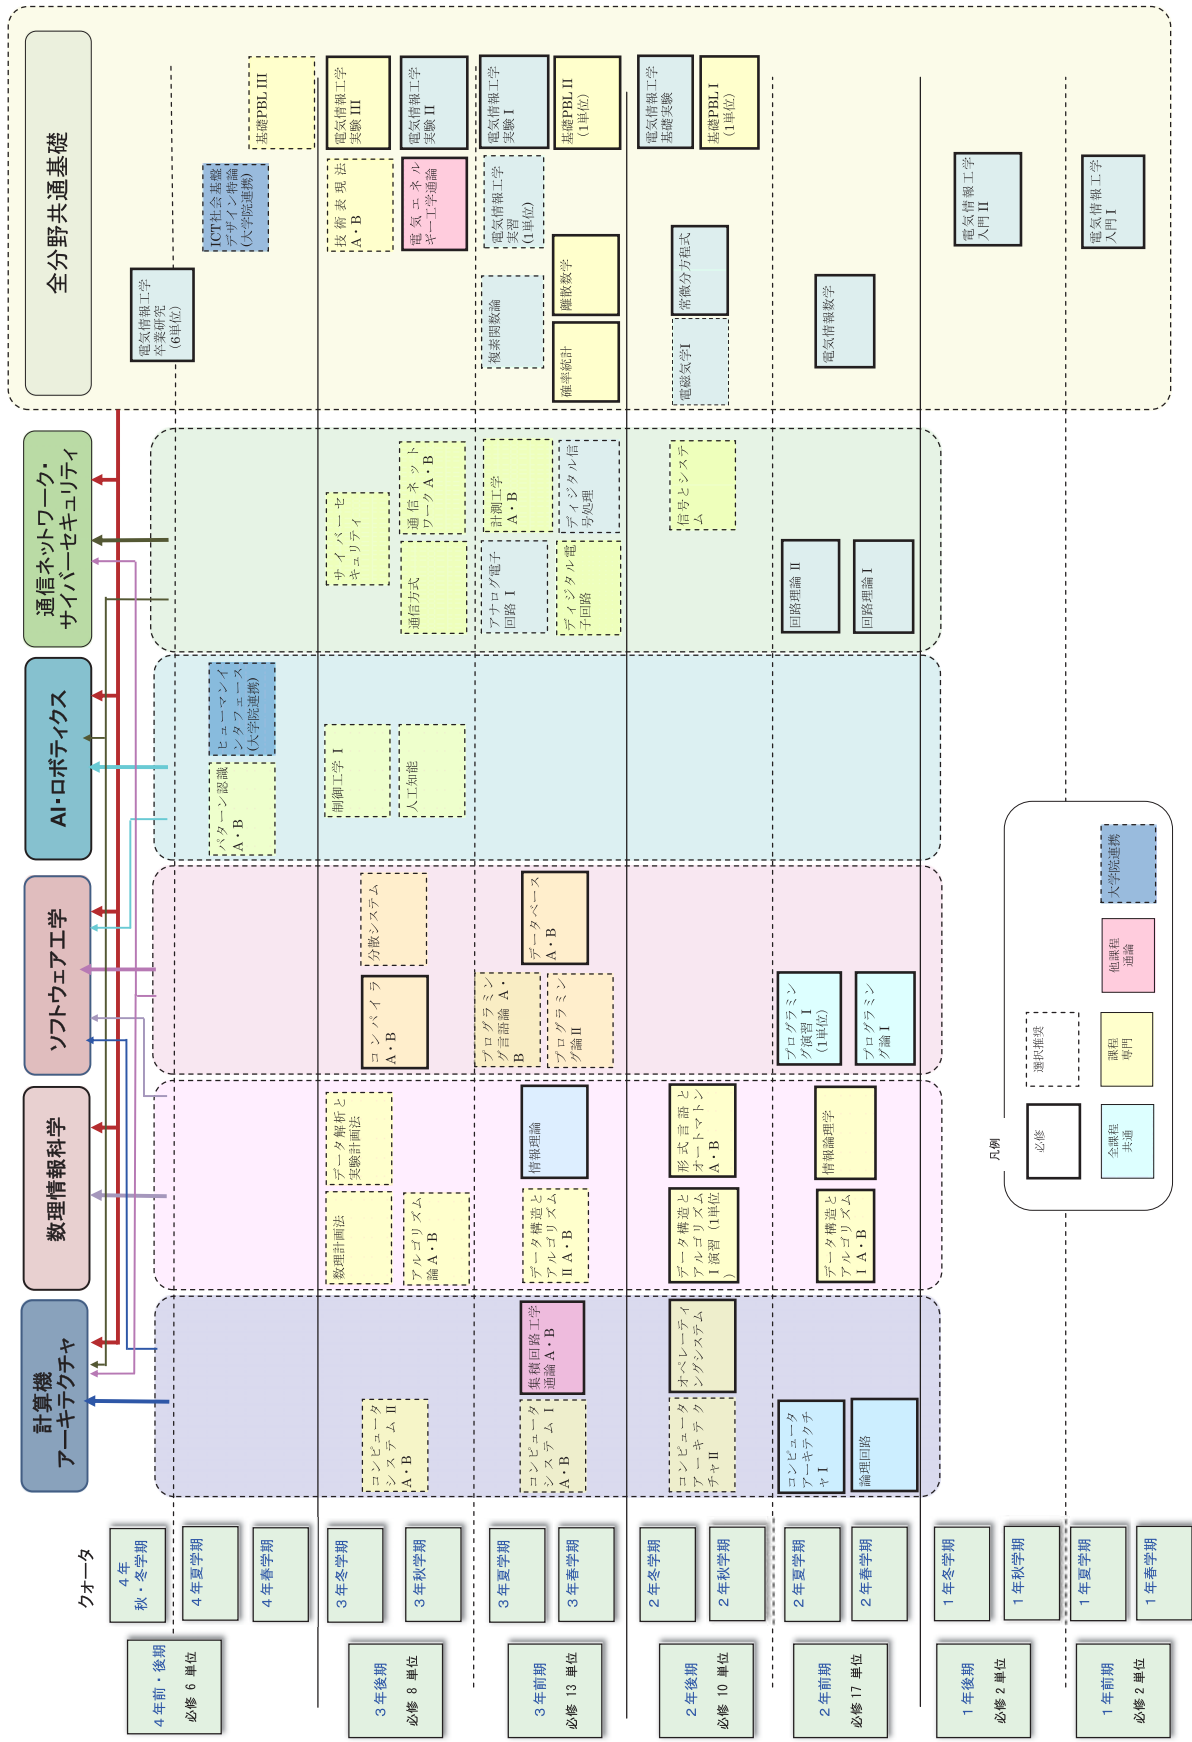 クォータ
計算機
アーキテクチャ
数理情報科学
ソフトウェア工学
AI・ロボティクス
通信ネットワーク・
サイバーセキュリティ
全分野共通基礎
4年前・後期
必修 6 単位
4年
秋・冬学期
4年夏学期
4年春学期
電気情報工学
卒業研究
（6単位）
パターン認識
A・B
ヒューマンイ
ンタフェース
(大学院連携)
ICT社会基盤
デザイン特論
(大学院連携)
基礎PBL III
3年後期
必修 8 単位
3年冬学期
3年秋学期
コンピュータ
システム II
A・B
数理計画法
データ解析と
実験計画法
アルゴリズム
論 A・B
コンパイラ
A・B
分散システム
制御工学 I
人工知能
サイバーセ
キュリティ
通信方式
通信ネット
ワーク A・B
技術表現法
A・B
電気情報工学
実験 III
電気エネル
ギー工学通論
電気情報工学
実験 II
3年前期
必修 13 単位
3年夏学期
3年春学期
コンピュータ
システム I
A・B
集積回路工学
通論 A・B
データ構造と
アルゴリズム
II A・B
情報理論
プログラミン
グ言語論 A・
B
プログラミン
グ論 II
データベース
A・B
アナログ電子
回路 I
計測工学
A・B
ディジタル電
子回路
ディジタル信
号処理
複素関数論
電気情報工学
実習
(1単位)
電気情報工学
実験 I
確率統計
離散数学
基礎PBL II
（1単位）
2年後期
必修 10 単位
2年冬学期
2年秋学期
コンピュータ
アーキテク
チャ II
オペレーティ
ングシステム
データ構造と
アルゴリズム
I 演習（1単位
）
形式言語と
オートマトン
A・B
信号とシステ
ム
電磁気学I
常微分方程式
電気情報工学
基礎実験
基礎PBL I
（1単位）
2年前期
必修 17 単位
2年夏学期
2年春学期
コンピュータ
アーキテクチ
ャ I
論理回路
データ構造と
アルゴリズム
I A・B
情報論理学
プログラミン
グ演習 I
（1単位）
プログラミン
グ論 I
回路理論 II
回路理論 I
電気情報数学
1年後期
必修 2 単位
1年冬学期
1年秋学期
電気情報工学
入門 II
1年前期
必修 2 単位
1年夏学期
1年春学期
電気情報工学
入門 I
凡例
必修
選択推奨
全課程
共通
課程
専門
他課程
通論
大学院連携